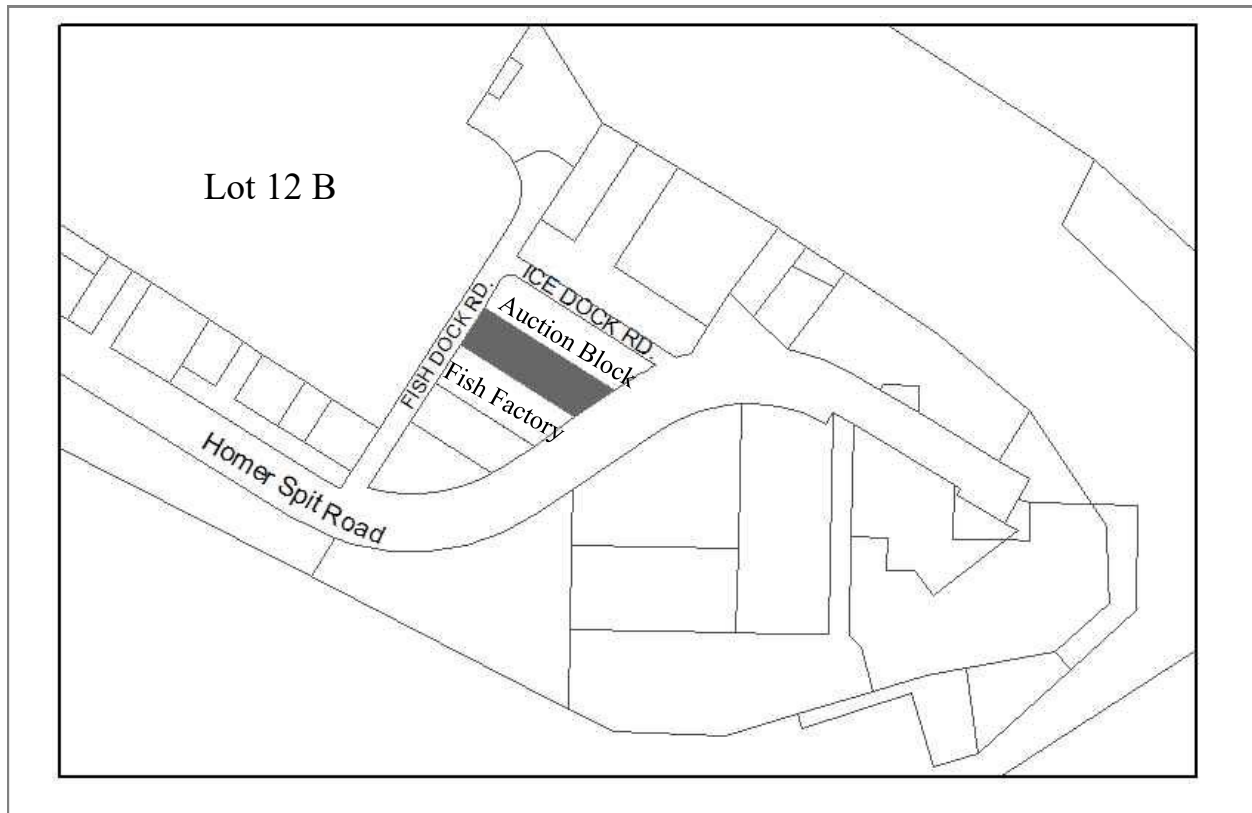 Lot 12 B
ICE DOCK RD.
FISH DOCK RD.
Auction Block
Fish Factory
Homer Spit Road